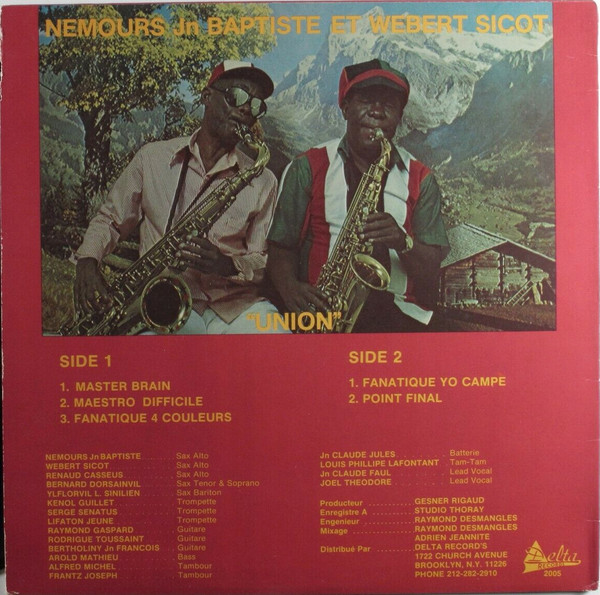 NEMOURS Jn BAPTISTE ET WEBERT SICOT
"UNION"
SIDE 1
1. MASTER BRAIN
2. MAESTRO DIFFICILE
3. FANATIQUE 4 COULEURS
SIDE 2
1. FANATIQUE YO CAMPE
2. POINT FINAL
NEMOURS Jn BAPTISTE Sax Alto
WEBERT SICOT Sax Alto
RENAUD CASSEUS Sax Alto
BERNARD DORSAINVIL Sax Tenor & Soprano
YLFLORVIL L. SINILIEN Sax Bariton
KENOL GUILLET Trompette
SERGE SENATUS Trompette
LIFATON JEUNE Trompette
RAYMOND GASPARD Guitare
RODRIGUE TOUSSAINT Guitare
BERTHOLINY Jn FRANCOIS Guitare
AROLD MATHIEU Bass
ALFRED MICHEL Tambour
FRANTZ JOSEPH Tambour
Jn CLAUDE JULES Batterie
LOUIS PHILLIPE LAFONTANT Tam-Tam
Jn CLAUDE FAUL Lead Vocal
JOEL THEODORE Lead Vocal
Producteur GESNER RIGAUD
Enregistre A STUDIO THORAY
Engenieur RAYMOND DESMANGLES
Mixage RAYMOND DESMANGLES
ADRIEN JEANNITE
Distribué Par DELTA RECORD'S
1722 CHURCH AVENUE
BROOKLYN, N.Y. 11226
PHONE 212-282-2910
Delta
RECORDS
2005